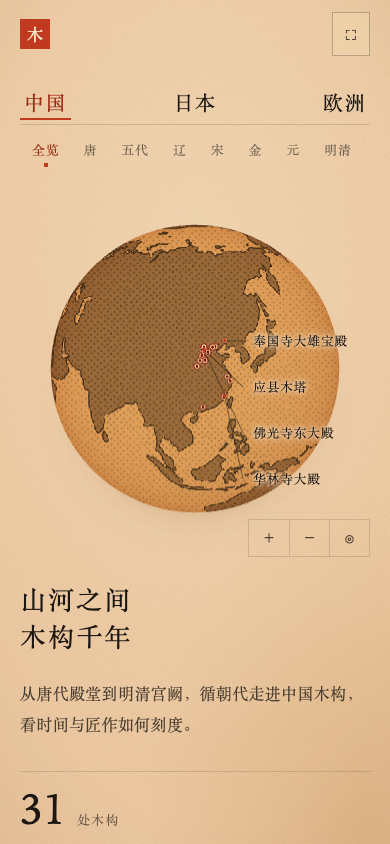 木
中国 日本 欧洲
全览 唐 五代 辽 宋 金 元 明清
奉国寺大雄宝殿
应县木塔
佛光寺东大殿
华林寺大殿
+ − ◎
山河之间
木构千年
从唐代殿堂到明清宫阙，循朝代走进中国木构，
看时间与匠作如何刻度。
31 处木构